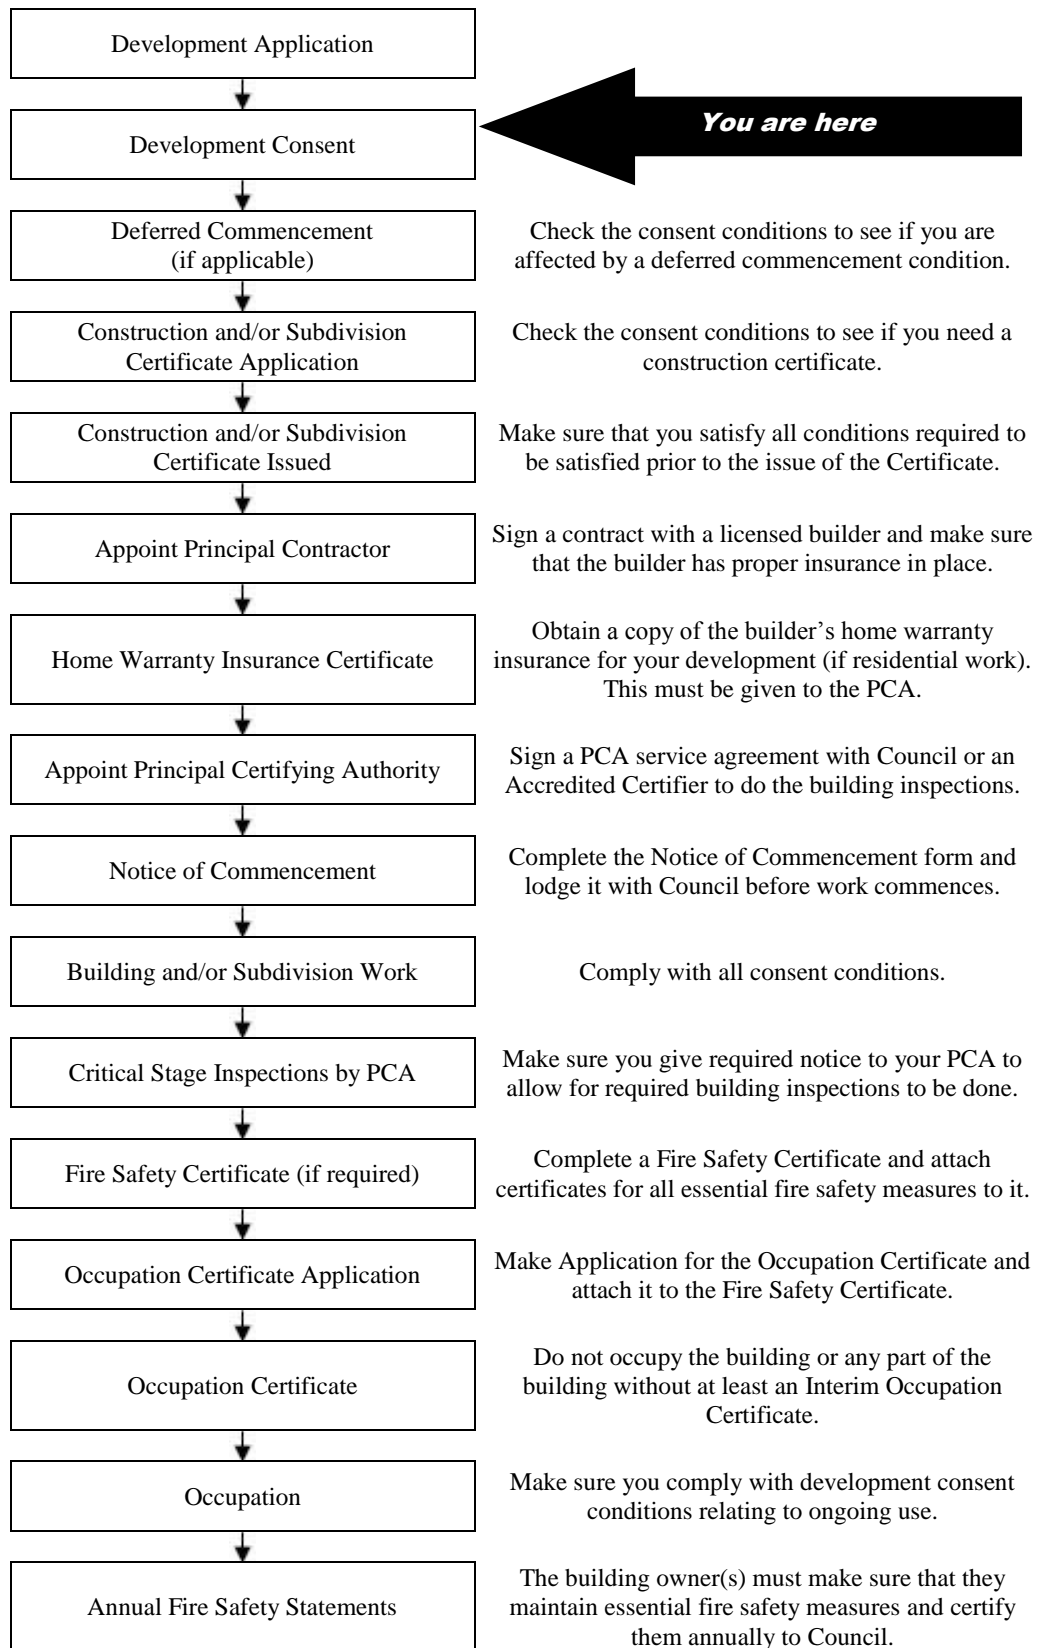 Development Application
Development Consent
You are here
Deferred Commencement
(if applicable)
Check the consent conditions to see if you are
affected by a deferred commencement condition.
Construction and/or Subdivision
Certificate Application
Check the consent conditions to see if you need a
construction certificate.
Construction and/or Subdivision
Certificate Issued
Make sure that you satisfy all conditions required to
be satisfied prior to the issue of the Certificate.
Appoint Principal Contractor
Sign a contract with a licensed builder and make sure
that the builder has proper insurance in place.
Home Warranty Insurance Certificate
Obtain a copy of the builder’s home warranty
insurance for your development (if residential work).
This must be given to the PCA.
Appoint Principal Certifying Authority
Sign a PCA service agreement with Council or an
Accredited Certifier to do the building inspections.
Notice of Commencement
Complete the Notice of Commencement form and
lodge it with Council before work commences.
Building and/or Subdivision Work
Comply with all consent conditions.
Critical Stage Inspections by PCA
Make sure you give required notice to your PCA to
allow for required building inspections to be done.
Fire Safety Certificate (if required)
Complete a Fire Safety Certificate and attach
certificates for all essential fire safety measures to it.
Occupation Certificate Application
Make Application for the Occupation Certificate and
attach it to the Fire Safety Certificate.
Occupation Certificate
Do not occupy the building or any part of the
building without at least an Interim Occupation
Certificate.
Occupation
Make sure you comply with development consent
conditions relating to ongoing use.
Annual Fire Safety Statements
The building owner(s) must make sure that they
maintain essential fire safety measures and certify
them annually to Council.